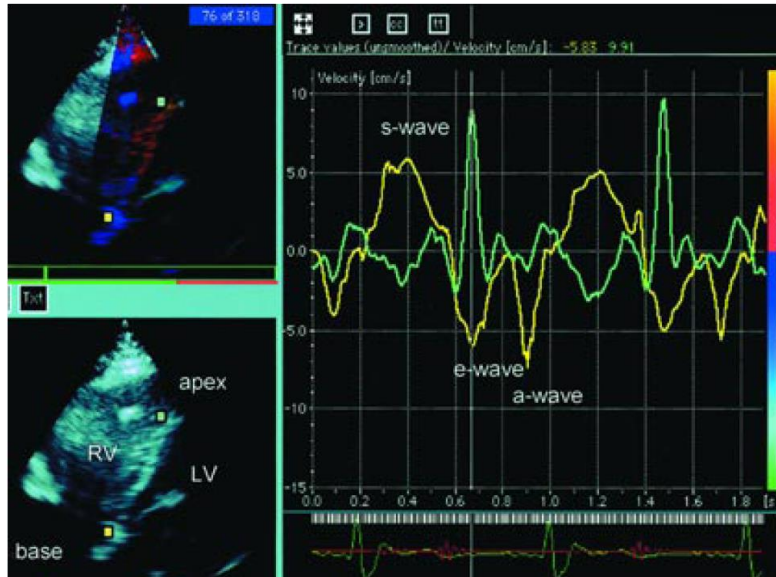 76 of 318
Trace values (unsmoothed)/ Velocity [cm/s]: -5.83 9.91
Velocity [cm/s]
10
s-wave
5.0
0.0
-5.0
e-wave
a-wave
-10
-15
0.0 0.2 0.4 0.6 0.8 1.0 1.2 1.4 1.6 1.8 [s
Txt
apex
RV
LV
base